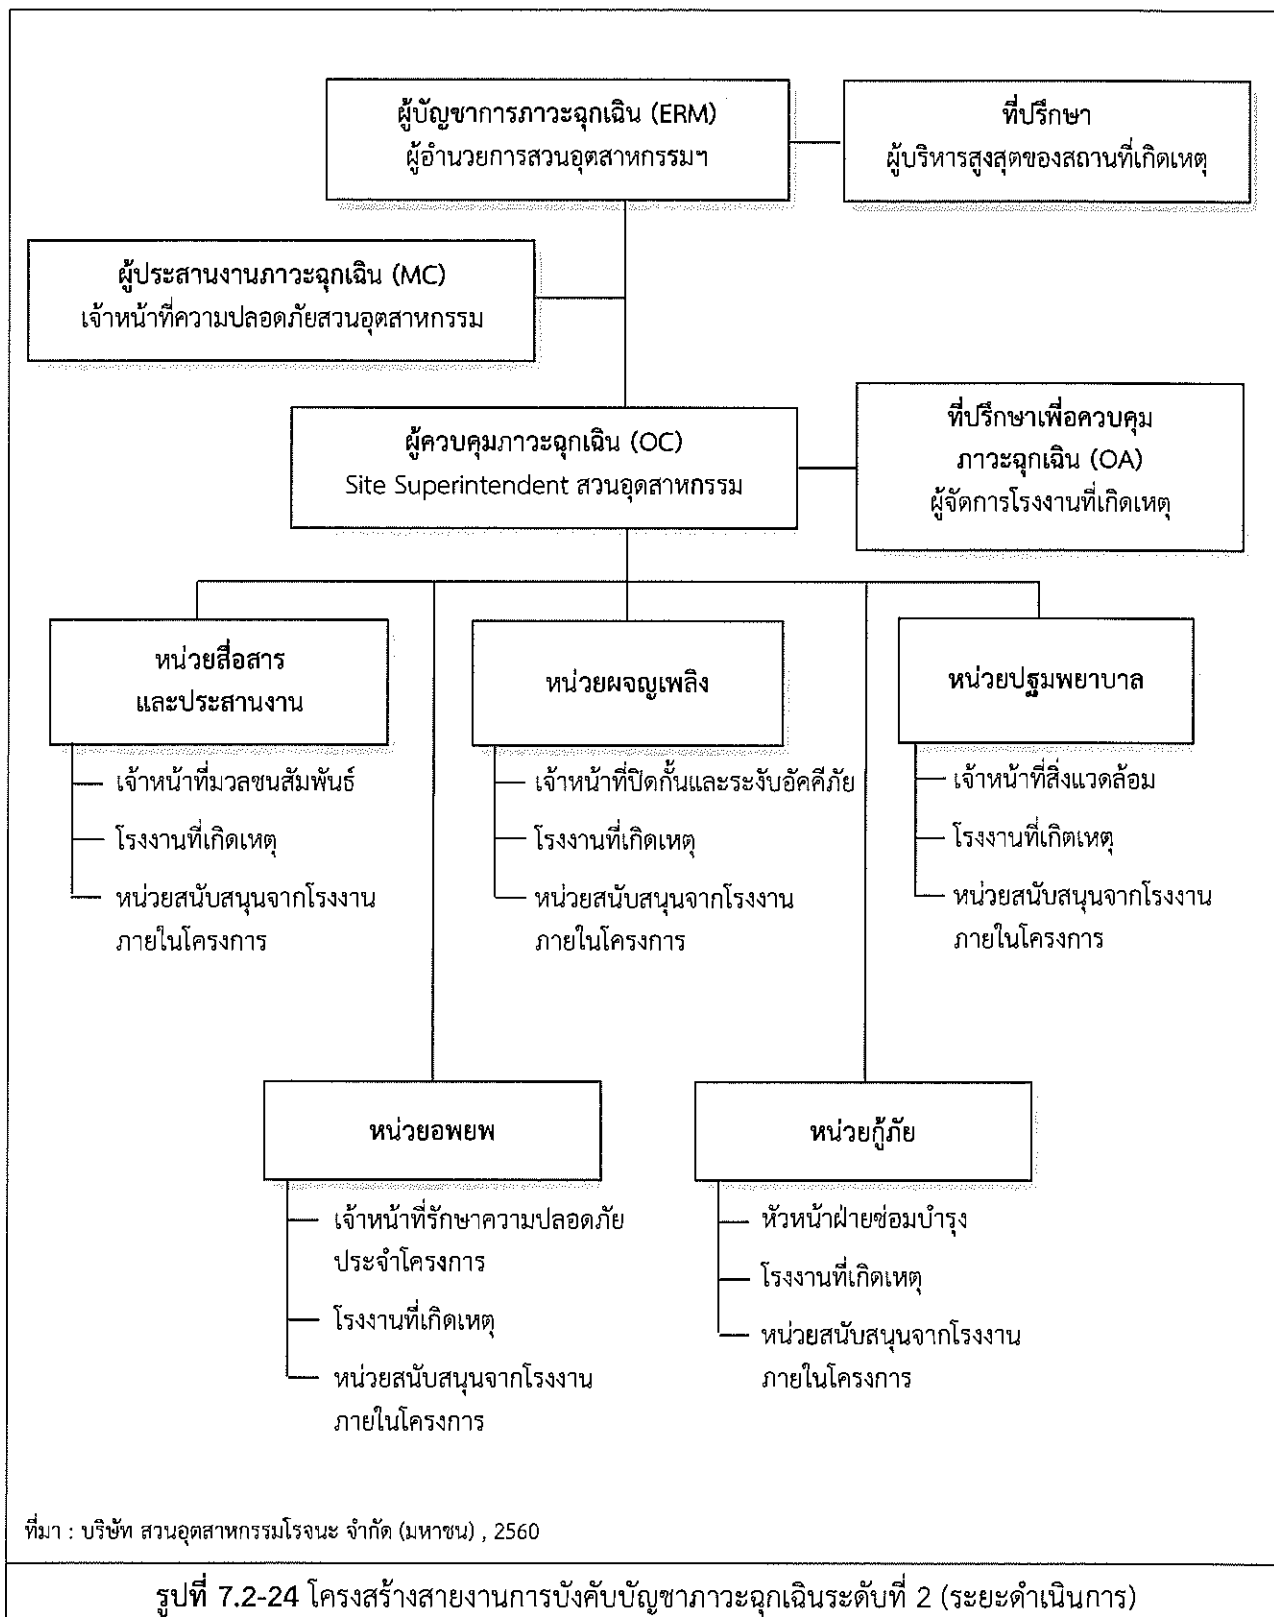 ผู้บัญชาการภาวะฉุกเฉิน (ERM)
ผู้อำนวยการสวนอุตสาหกรรมฯ
ที่ปรึกษา
ผู้บริหารสูงสุดของสถานที่เกิดเหตุ
ผู้ประสานงานภาวะฉุกเฉิน (MC)
เจ้าหน้าที่ความปลอดภัยสวนอุตสาหกรรม
ผู้ควบคุมภาวะฉุกเฉิน (OC)
Site Superintendent สวนอุตสาหกรรม
ที่ปรึกษาเพื่อควบคุม
ภาวะฉุกเฉิน (OA)
ผู้จัดการโรงงานที่เกิดเหตุ
หน่วยสื่อสาร
และประสานงาน
เจ้าหน้าที่มวลชนสัมพันธ์
โรงงานที่เกิดเหตุ
หน่วยสนับสนุนจากโรงงาน
ภายในโครงการ
หน่วยผจญเพลิง
เจ้าหน้าที่ปิดกั้นและระงับอัคคีภัย
โรงงานที่เกิดเหตุ
หน่วยสนับสนุนจากโรงงาน
ภายในโครงการ
หน่วยปฐมพยาบาล
เจ้าหน้าที่สิ่งแวดล้อม
โรงงานที่เกิดเหตุ
หน่วยสนับสนุนจากโรงงาน
ภายในโครงการ
หน่วยอพยพ
เจ้าหน้าที่รักษาความปลอดภัย
ประจำโครงการ
โรงงานที่เกิดเหตุ
หน่วยสนับสนุนจากโรงงาน
ภายในโครงการ
หน่วยกู้ภัย
หัวหน้าฝ่ายซ่อมบำรุง
โรงงานที่เกิดเหตุ
หน่วยสนับสนุนจากโรงงาน
ภายในโครงการ
ที่มา : บริษัท สวนอุตสาหกรรมโรจนะ จำกัด (มหาชน) , 2560
รูปที่ 7.2-24 โครงสร้างสายงานการบังคับบัญชาภาวะฉุกเฉินระดับที่ 2 (ระยะดำเนินการ)